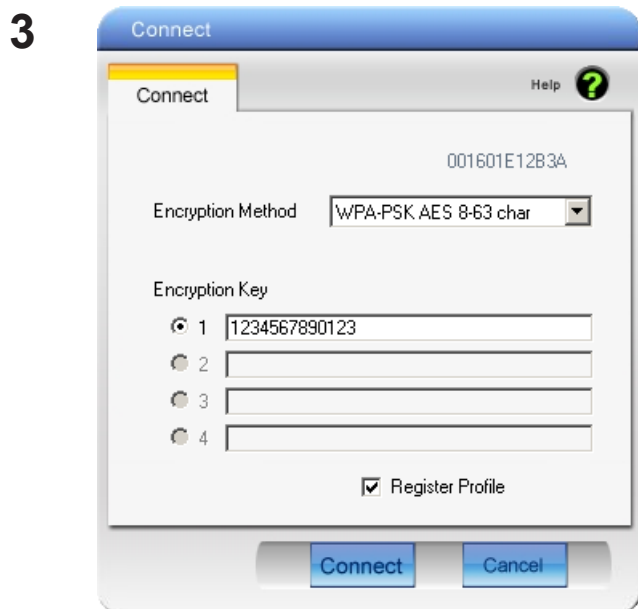 3
Connect
Connect
Help ?
001601E12B3A
Encryption Method WPA-PSK AES 8-63 char
Encryption Key
1 1234567890123
2
3
4
Register Profile
Connect Cancel